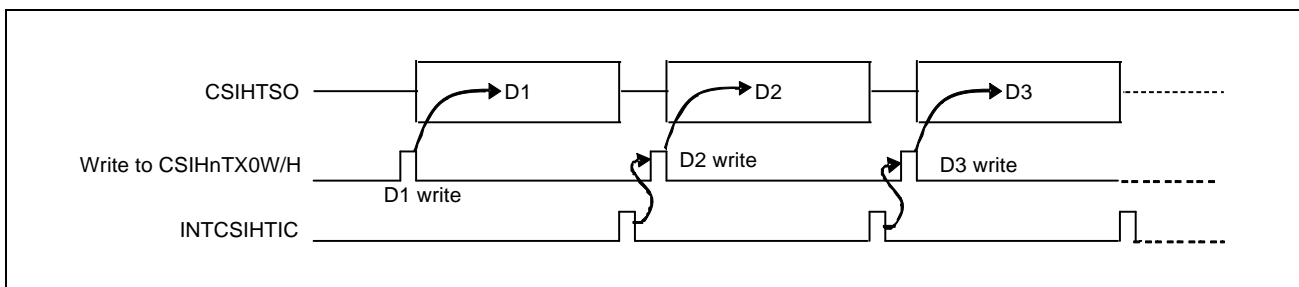 CSIHTSO
D1
D2
D3
Write to CSIHnTX0W/H
D1 write
D2 write
D3 write
INTCSIHTIC